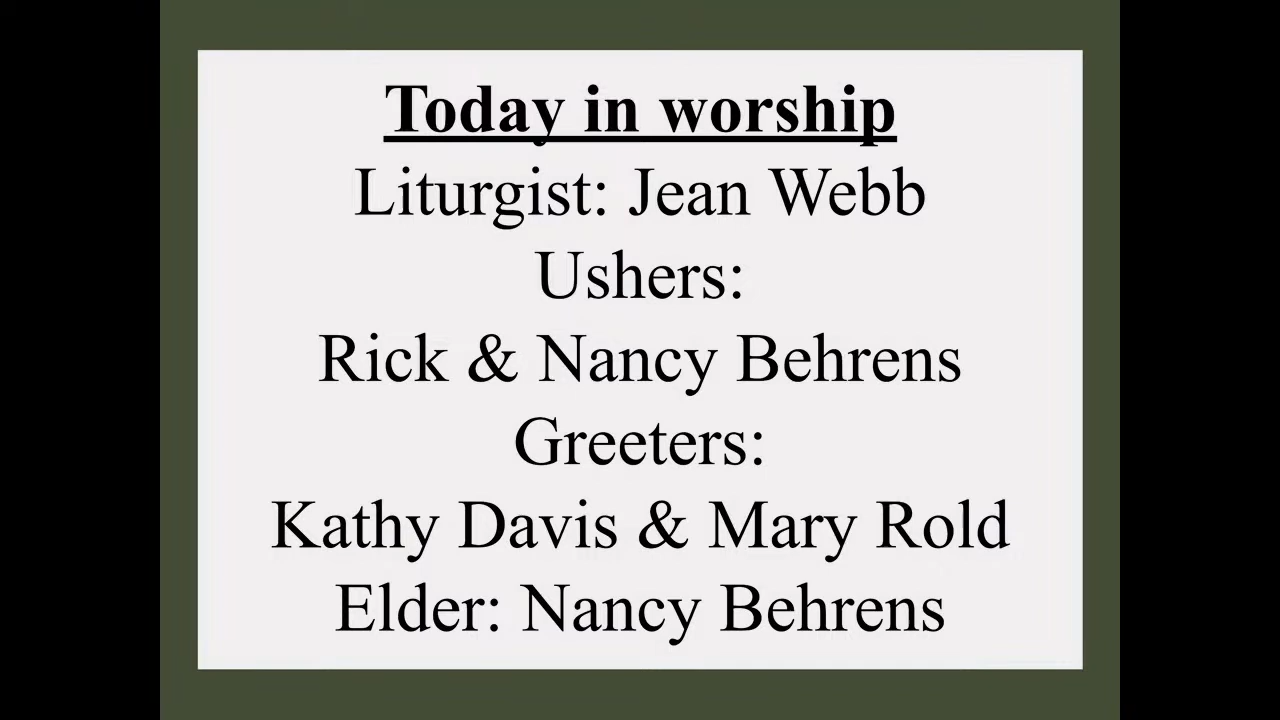 Today in worship
Liturgist: Jean Webb
Ushers:
Rick & Nancy Behrens
Greeters:
Kathy Davis & Mary Rold
Elder: Nancy Behrens